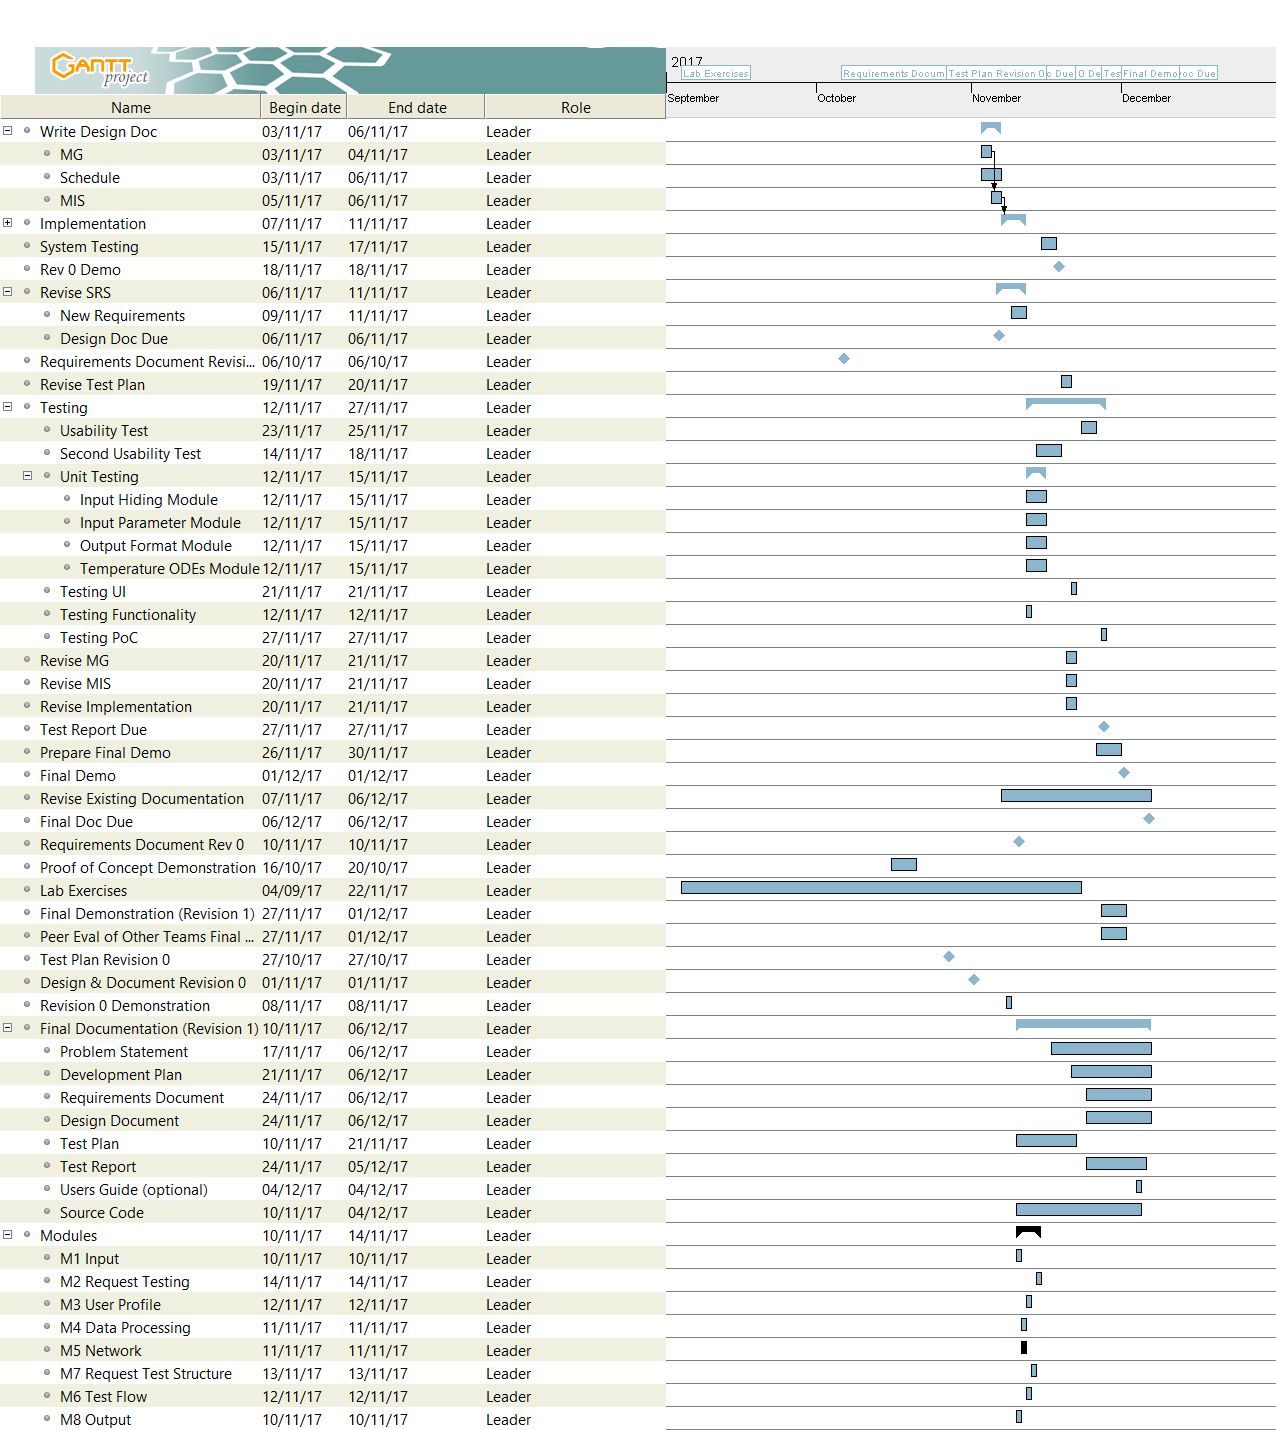 GANTT
project
2017
Lab Exercises Requirements Docum Test Plan Revision 0 c Due 0 De Tes Final Demo oc Due
September October November December
Name Begin date End date Role
Write Design Doc 03/11/17 06/11/17 Leader
MG 03/11/17 04/11/17 Leader
Schedule 03/11/17 06/11/17 Leader
MIS 05/11/17 06/11/17 Leader
Implementation 07/11/17 11/11/17 Leader
System Testing 15/11/17 17/11/17 Leader
Rev 0 Demo 18/11/17 18/11/17 Leader
Revise SRS 06/11/17 11/11/17 Leader
New Requirements 09/11/17 11/11/17 Leader
Design Doc Due 06/11/17 06/11/17 Leader
Requirements Document Revisi... 06/10/17 06/10/17 Leader
Revise Test Plan 19/11/17 20/11/17 Leader
Testing 12/11/17 27/11/17 Leader
Usability Test 23/11/17 25/11/17 Leader
Second Usability Test 14/11/17 18/11/17 Leader
Unit Testing 12/11/17 15/11/17 Leader
Input Hiding Module 12/11/17 15/11/17 Leader
Input Parameter Module 12/11/17 15/11/17 Leader
Output Format Module 12/11/17 15/11/17 Leader
Temperature ODEs Module 12/11/17 15/11/17 Leader
Testing UI 21/11/17 21/11/17 Leader
Testing Functionality 12/11/17 12/11/17 Leader
Testing PoC 27/11/17 27/11/17 Leader
Revise MG 20/11/17 21/11/17 Leader
Revise MIS 20/11/17 21/11/17 Leader
Revise Implementation 20/11/17 21/11/17 Leader
Test Report Due 27/11/17 27/11/17 Leader
Prepare Final Demo 26/11/17 30/11/17 Leader
Final Demo 01/12/17 01/12/17 Leader
Revise Existing Documentation 07/11/17 06/12/17 Leader
Final Doc Due 06/12/17 06/12/17 Leader
Requirements Document Rev 0 10/11/17 10/11/17 Leader
Proof of Concept Demonstration 16/10/17 20/10/17 Leader
Lab Exercises 04/09/17 22/11/17 Leader
Final Demonstration (Revision 1) 27/11/17 01/12/17 Leader
Peer Eval of Other Teams Final ... 27/11/17 01/12/17 Leader
Test Plan Revision 0 27/10/17 27/10/17 Leader
Design & Document Revision 0 01/11/17 01/11/17 Leader
Revision 0 Demonstration 08/11/17 08/11/17 Leader
Final Documentation (Revision 1) 10/11/17 06/12/17 Leader
Problem Statement 17/11/17 06/12/17 Leader
Development Plan 21/11/17 06/12/17 Leader
Requirements Document 24/11/17 06/12/17 Leader
Design Document 24/11/17 06/12/17 Leader
Test Plan 10/11/17 21/11/17 Leader
Test Report 24/11/17 05/12/17 Leader
Users Guide (optional) 04/12/17 04/12/17 Leader
Source Code 10/11/17 04/12/17 Leader
Modules 10/11/17 14/11/17 Leader
M1 Input 10/11/17 10/11/17 Leader
M2 Request Testing 14/11/17 14/11/17 Leader
M3 User Profile 12/11/17 12/11/17 Leader
M4 Data Processing 11/11/17 11/11/17 Leader
M5 Network 11/11/17 11/11/17 Leader
M7 Request Test Structure 13/11/17 13/11/17 Leader
M6 Test Flow 12/11/17 12/11/17 Leader
M8 Output 10/11/17 10/11/17 Leader